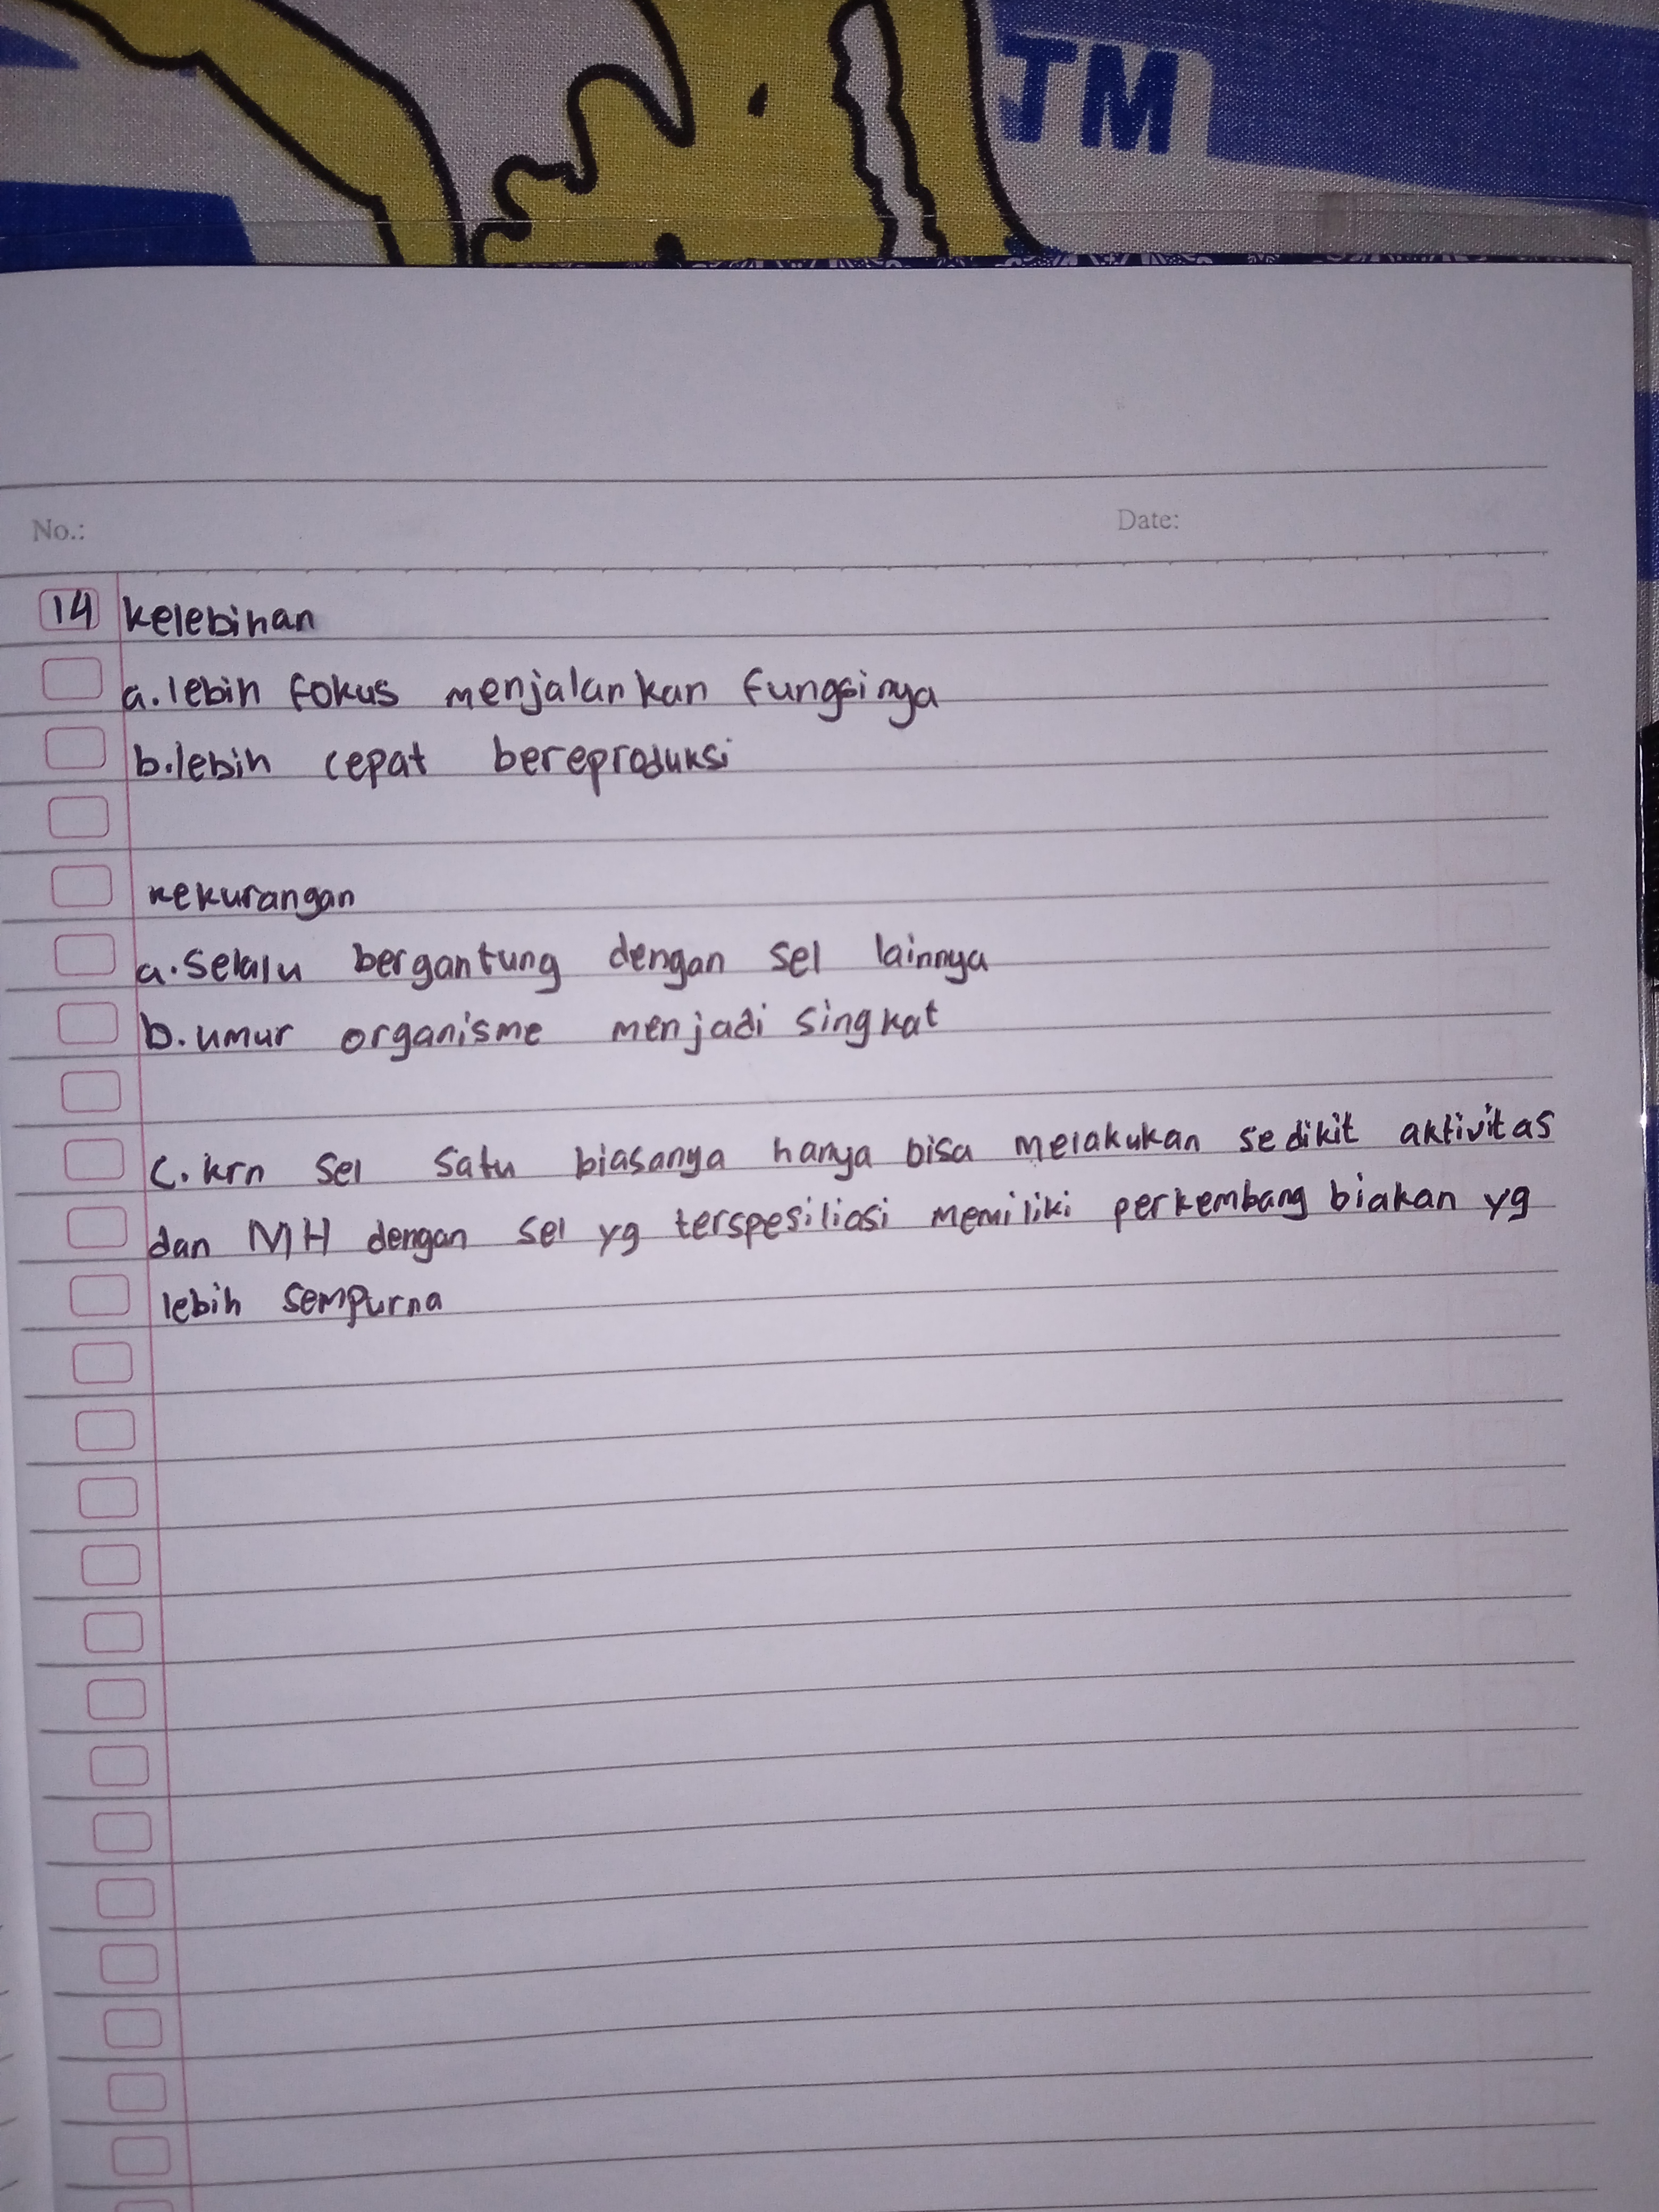 TM
No.:
Date:
14 kelebihan
a. lebih fokus menjalankan fungsinya
b. lebih cepat bereproduksi
kekurangan
a. Selalu bergantung dengan sel lainnya
b. umur organisme menjadi singkat
C. krn sel satu biasanya hanya bisa melakukan sedikit aktivitas
dan MH dengan sel yg terspesiliasi memiliki perkembang biakan yg
lebih sempurna